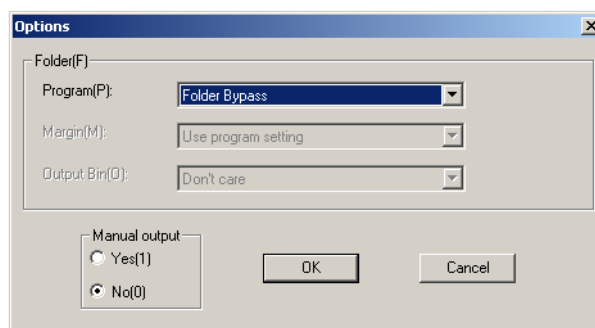 Options
Folder(F)
Program(P): Folder Bypass
Margin(M): Use program setting
Output Bin(O): Don't care
Manual output
Yes(1)
No(0)
OK
Cancel